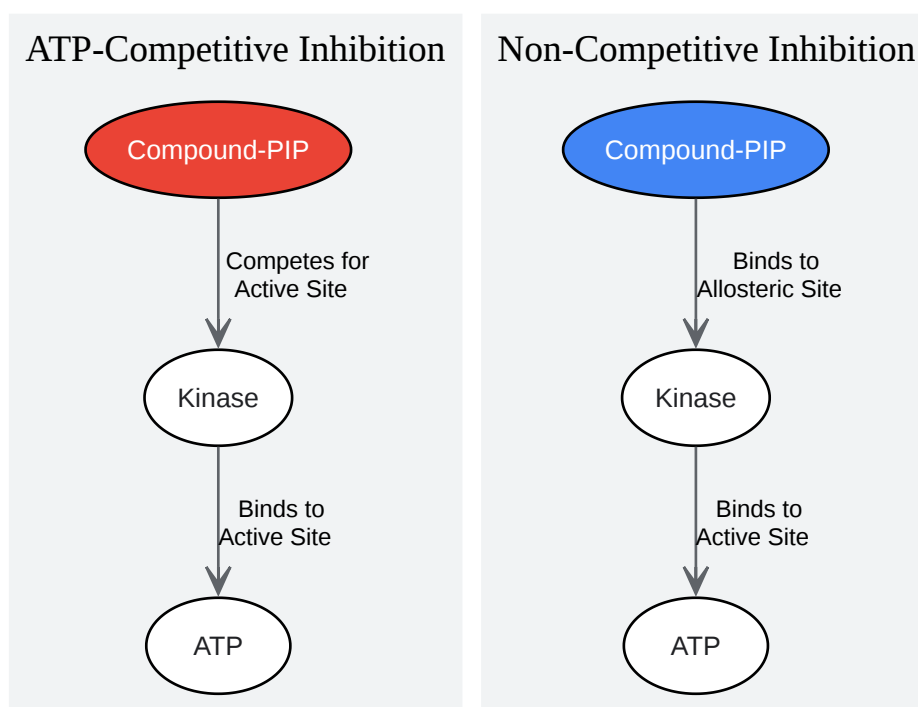 ATP-Competitive Inhibition
Compound-PIP
Competes for
Active Site
Kinase
Binds to
Active Site
ATP
Non-Competitive Inhibition
Compound-PIP
Binds to
Allosteric Site
Kinase
Binds to
Active Site
ATP